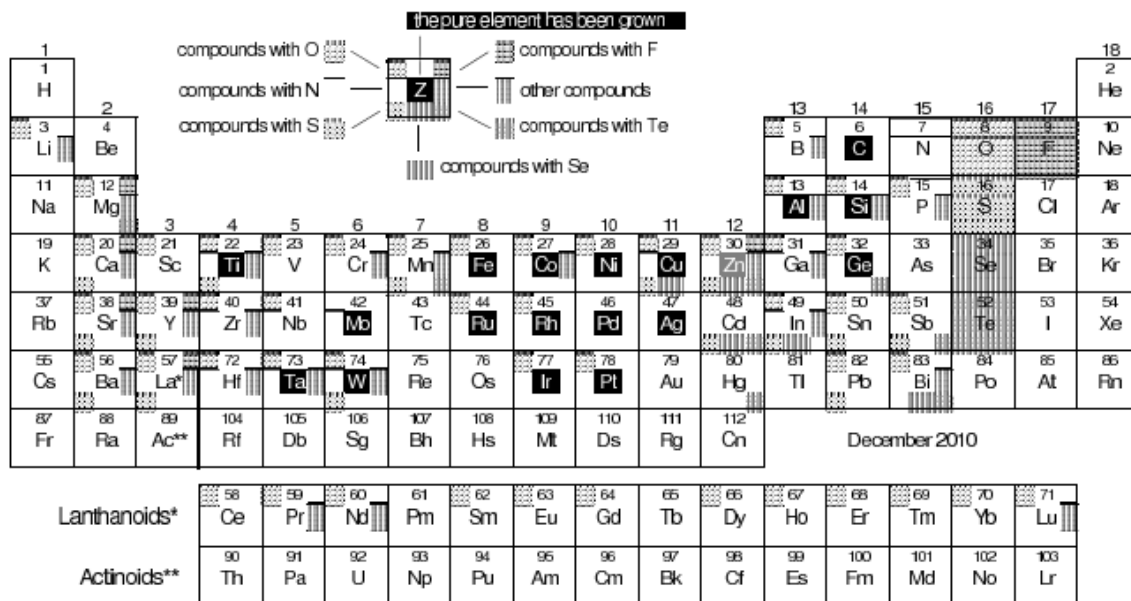 the pure element has been grown
compounds with O
compounds with F
compounds with N
Z
other compounds
compounds with S
compounds with Te
compounds with Se
1 18
1 2
H He
2 13 14 15 16 17
3 4 5 6 7 8 9 10
Li Be B C N O F Ne
11 12 13 14 15 16 17 18
Na Mg Al Si P S Cl Ar
3 4 5 6 7 8 9 10 11 12
19 20 21 22 23 24 25 26 27 28 29 30 31 32 33 34 35 36
K Ca Sc Ti V Cr Mn Fe Co Ni Cu Zn Ga Ge As Se Br Kr
37 38 39 40 41 42 43 44 45 46 47 48 49 50 51 52 53 54
Rb Sr Y Zr Nb Mo Tc Ru Rh Pd Ag Cd In Sn Sb Te I Xe
55 56 57 72 73 74 75 76 77 78 79 80 81 82 83 84 85 86
Cs Ba La* Hf Ta W Re Os Ir Pt Au Hg Tl Pb Bi Po At Rn
87 88 89 104 105 106 107 108 109 110 111 112
Fr Ra Ac** Rf Db Sg Bh Hs Mt Ds Rg Cn December 2010
58 59 60 61 62 63 64 65 66 67 68 69 70 71
Lanthanoids* Ce Pr Nd Pm Sm Eu Gd Tb Dy Ho Er Tm Yb Lu
90 91 92 93 94 95 96 97 98 99 100 101 102 103
Actinoids** Th Pa U Np Pu Am Cm Bk Cf Es Fm Md No Lr